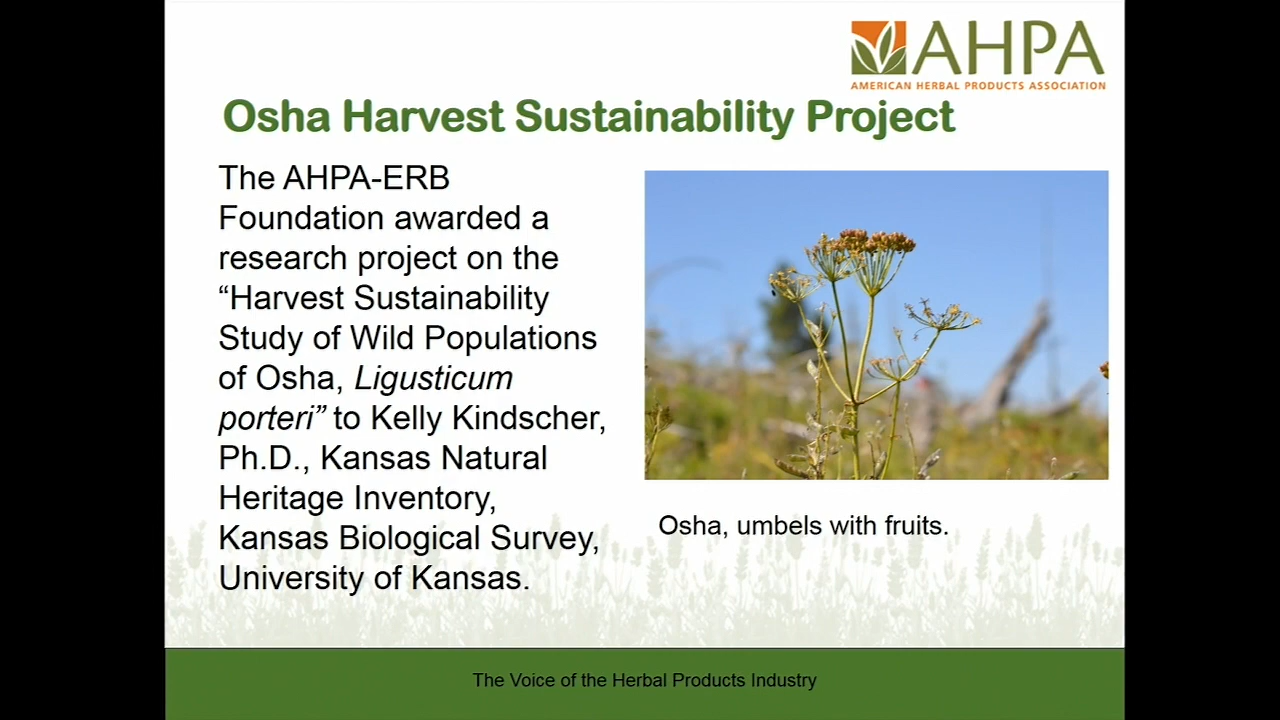 AHPA
AMERICAN HERBAL PRODUCTS ASSOCIATION
Osha Harvest Sustainability Project
The AHPA-ERB
Foundation awarded a
research project on the
“Harvest Sustainability
Study of Wild Populations
of Osha, Ligusticum
porteri” to Kelly Kindscher,
Ph.D., Kansas Natural
Heritage Inventory,
Kansas Biological Survey,
University of Kansas.
Osha, umbels with fruits.
The Voice of the Herbal Products Industry